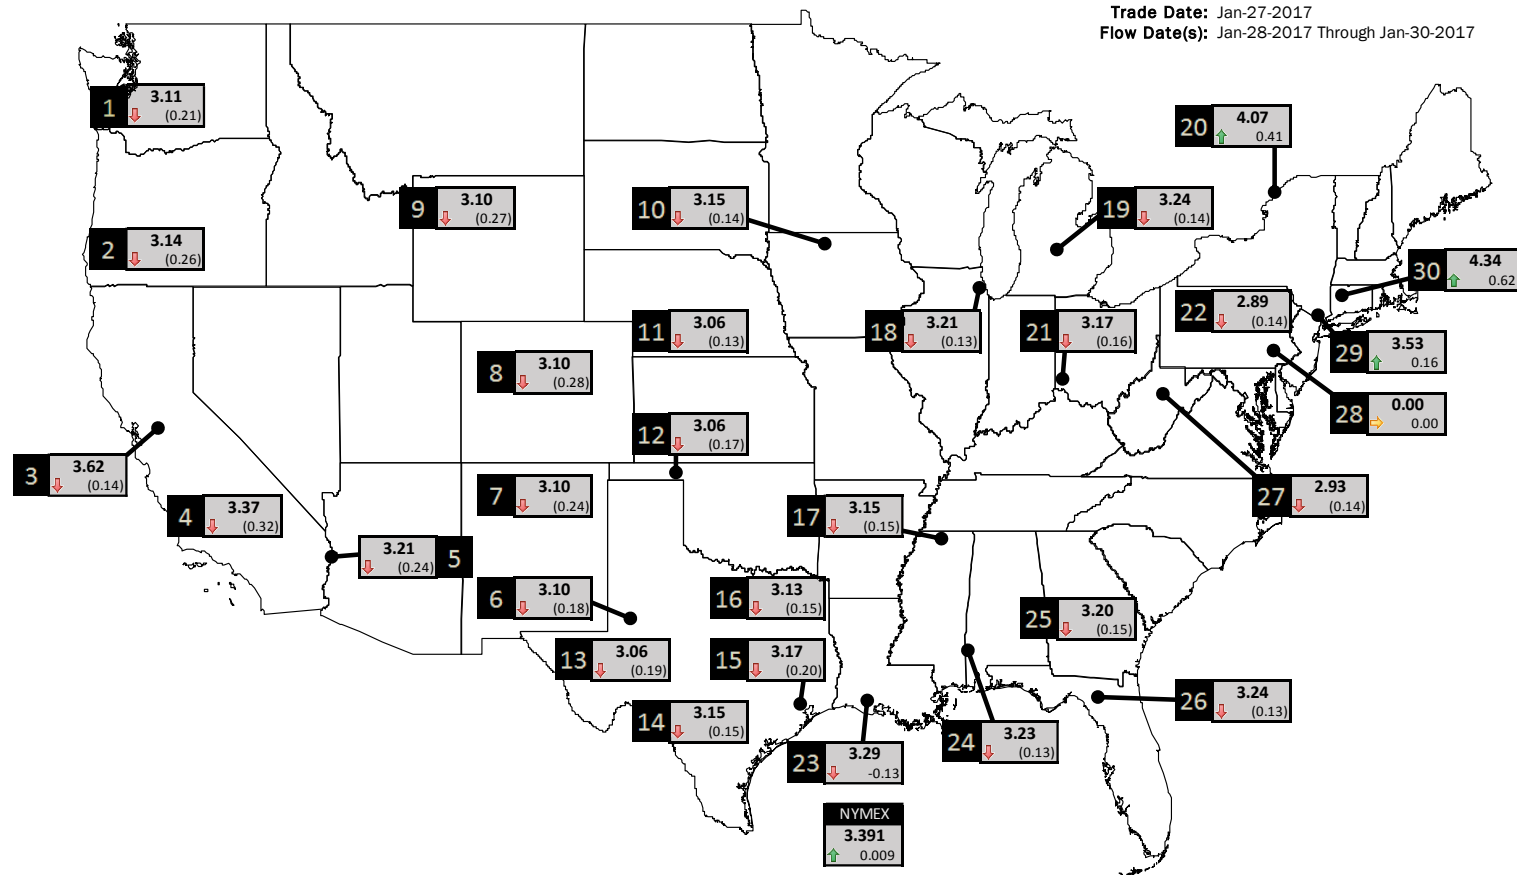 Trade Date: Jan-27-2017
Flow Date(s): Jan-28-2017 Through Jan-30-2017
1 3.11 (0.21)
2 3.14 (0.26)
3 3.62 (0.14)
4 3.37 (0.32)
5 3.21 (0.24)
6 3.10 (0.18)
7 3.10 (0.24)
8 3.10 (0.28)
9 3.10 (0.27)
10 3.15 (0.14)
11 3.06 (0.13)
12 3.06 (0.17)
13 3.06 (0.19)
14 3.15 (0.15)
15 3.17 (0.20)
16 3.13 (0.15)
17 3.15 (0.15)
18 3.21 (0.13)
19 3.24 (0.14)
20 4.07 0.41
21 3.17 (0.16)
22 2.89 (0.14)
23 3.29 -0.13
24 3.23 (0.13)
25 3.20 (0.15)
26 3.24 (0.13)
27 2.93 (0.14)
28 0.00 0.00
29 3.53 0.16
30 4.34 0.62
NYMEX
3.391
0.009